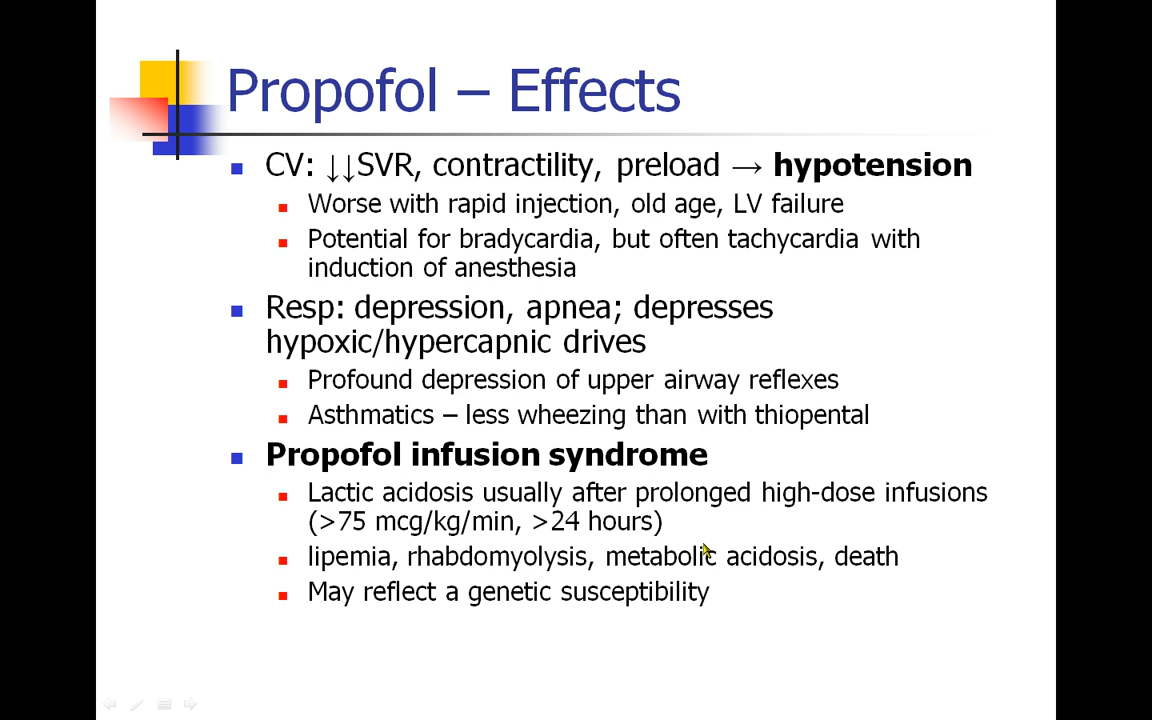 Propofol – Effects
CV: ↓↓SVR, contractility, preload → hypotension
Worse with rapid injection, old age, LV failure
Potential for bradycardia, but often tachycardia with
induction of anesthesia
Resp: depression, apnea; depresses
hypoxic/hypercapnic drives
Profound depression of upper airway reflexes
Asthmatics – less wheezing than with thiopental
Propofol infusion syndrome
Lactic acidosis usually after prolonged high-dose infusions
(>75 mcg/kg/min, >24 hours)
lipemia, rhabdomyolysis, metabolic acidosis, death
May reflect a genetic susceptibility